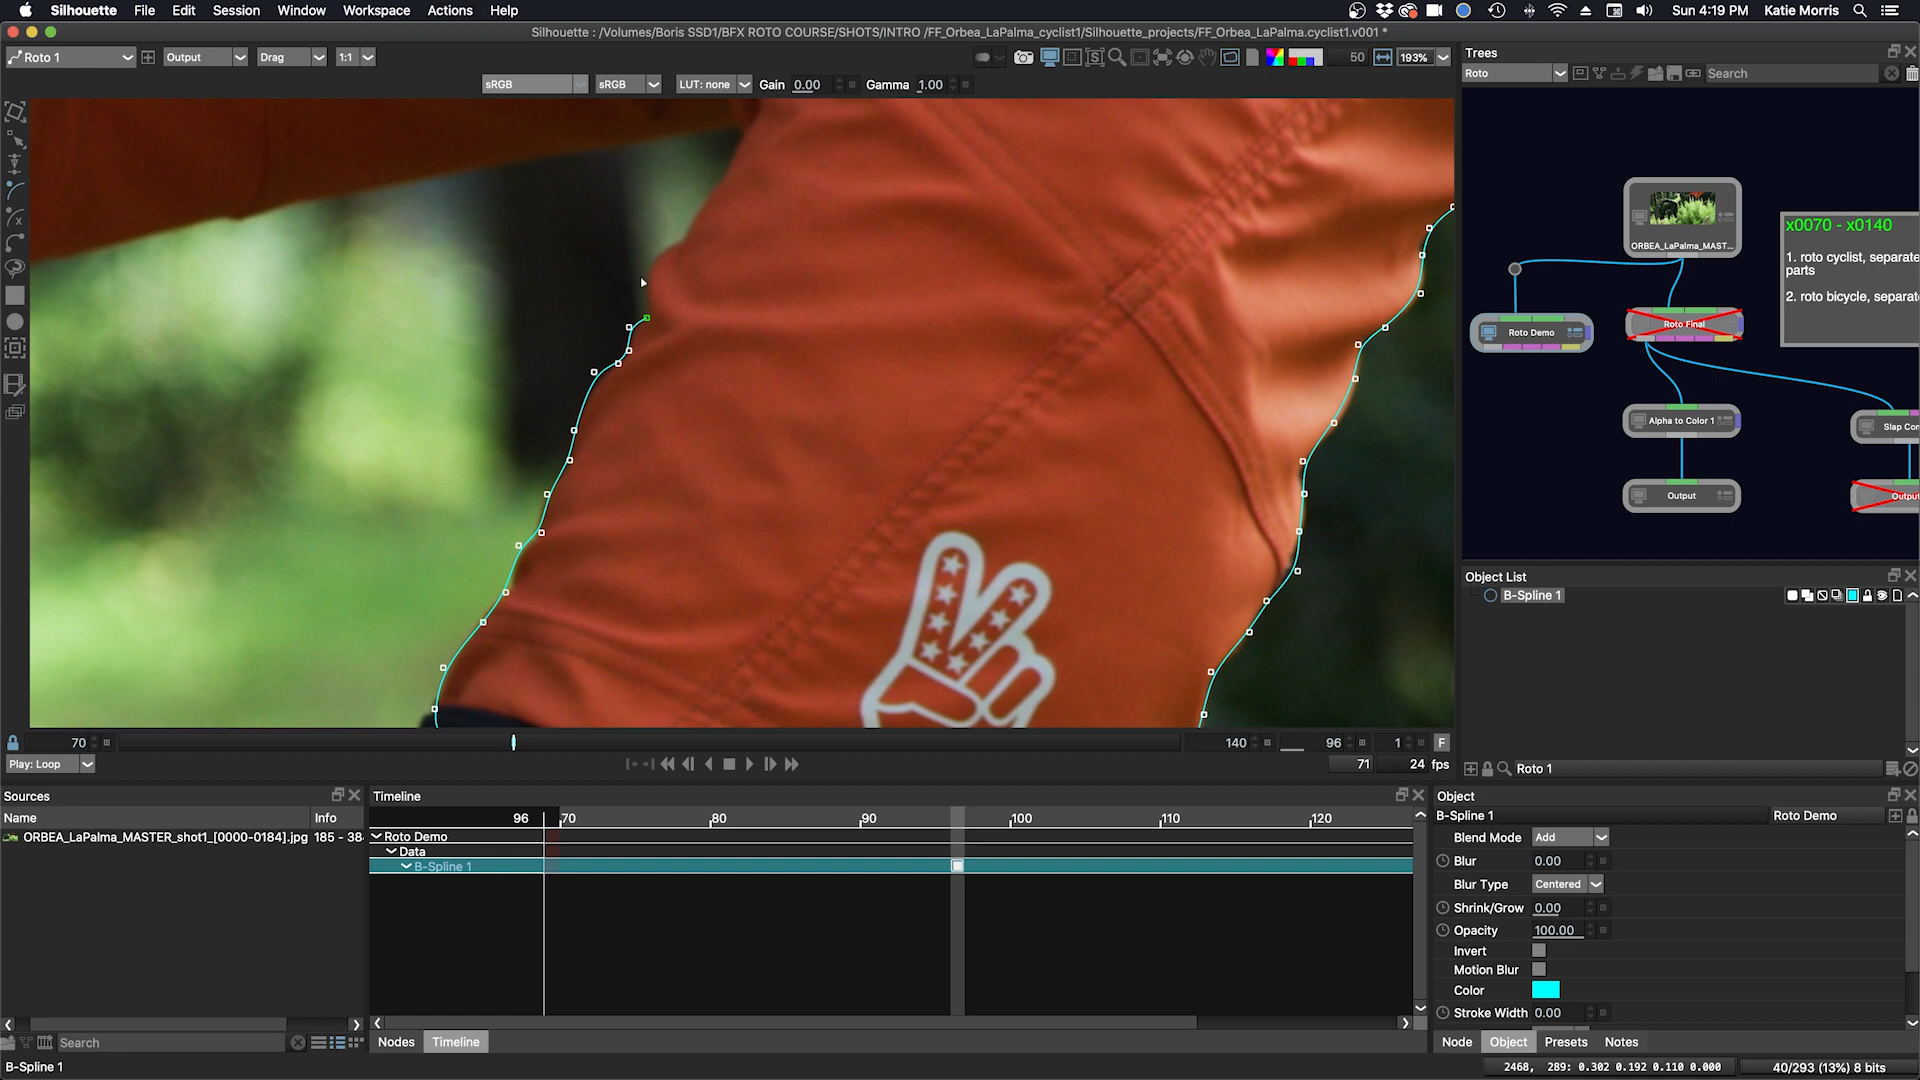 Silhouette File Edit Session Window Workspace Actions Help Sun 4:19 PM Katie Morris
Silhouette : /Volumes/Boris SSD1/BFX ROTO COURSE/SHOTS/INTRO /FF_Orbea_LaPalma_cyclist1/Silhouette_projects/FF_Orbea_LaPalma.cyclist1.v001 *
Roto 1 Output Drag 1:1 50 193%
sRGB sRGB LUT: none Gain 0.00 Gamma 1.00
Trees
Roto Search
ORBEA_LaPalma_MAST...
x0070 - x0140
1. roto cyclist, separate
parts
2. roto bicycle, separat
Roto Demo
Roto Final
Alpha to Color 1
Slap Con
Output
Output
Object List
B-Spline 1
Roto 1
70 140 96 1 F
Play: Loop 71 24 fps
Sources
Name Info
ORBEA_LaPalma_MASTER_shot1_[0000-0184].jpg 185 - 38
Search
Timeline
96 70 80 90 100 110 120
Roto Demo
Data
B-Spline 1
Nodes Timeline
Object
B-Spline 1 Roto Demo
Blend Mode Add
Blur 0.00
Blur Type Centered
Shrink/Grow 0.00
Opacity 100.00
Invert
Motion Blur
Color
Stroke Width 0.00
Node Object Presets Notes
B-Spline 1 2468, 289: 0.302 0.192 0.110 0.000 40/293 (13%) 8 bits